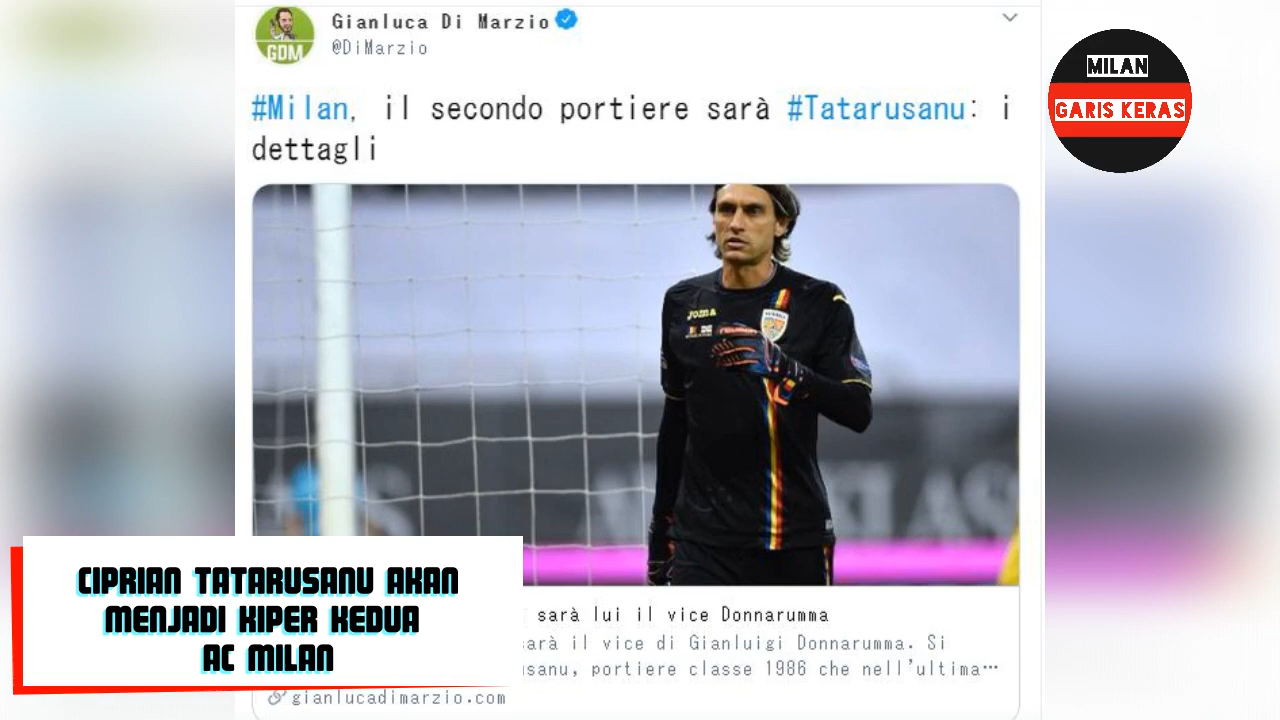 Gianluca Di Marzio
@DiMarzio
GDM
#Milan, il secondo portiere sarà #Tatarusanu: i
dettagli
MILAN
GARIS KERAS
joma
CIPRIAN TATARUSANU AKAN
MENJADI KIPER KEDUA
AC MILAN
sarà lui il vice Donnarumma
il vice di Gianluigi Donnarumma. Si
portiere classe 1986 che nell'ultima…
gianlucadimarzio.com